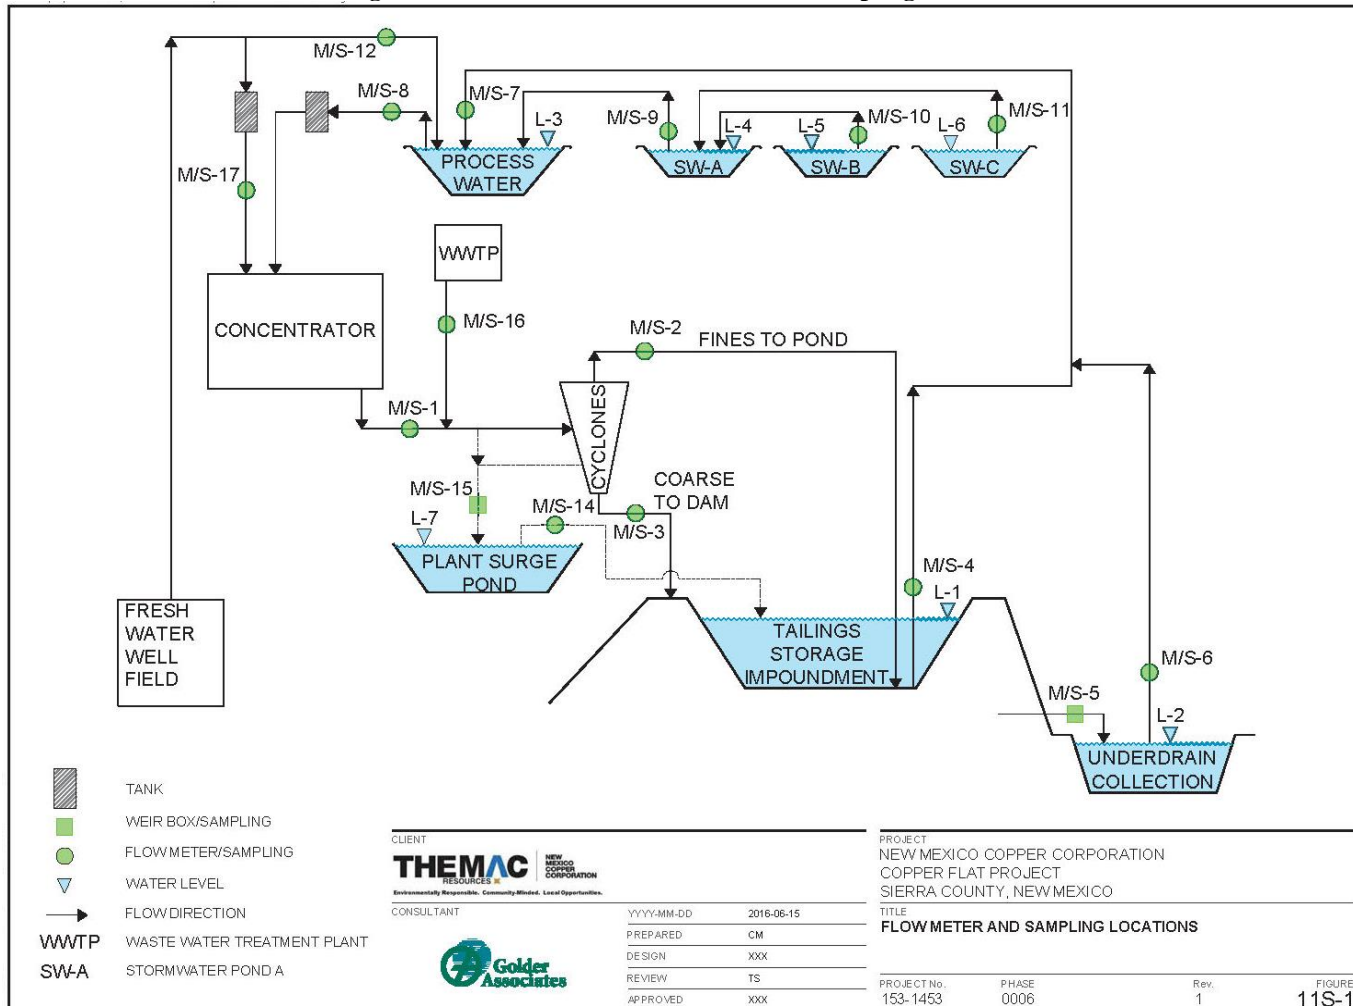 M/S-12
M/S-8
M/S-7
L-3
M/S-9
L-4
L-5
M/S-10
L-6
M/S-11
PROCESS
WATER
SW-A
SW-B
SW-C
M/S-17
WWTP
CONCENTRATOR
M/S-16
M/S-2
FINES TO POND
M/S-1
CYCLONES
COARSE
TO DAM
M/S-15
M/S-14
M/S-3
L-7
PLANT SURGE
POND
M/S-4
L-1
FRESH
WATER
WELL
FIELD
TAILINGS
STORAGE
IMPOUNDMENT
M/S-5
M/S-6
L-2
UNDERDRAIN
COLLECTION
TANK
WEIR BOX/SAMPLING
FLOW METER/SAMPLING
WATER LEVEL
FLOW DIRECTION
WWTP WASTE WATER TREATMENT PLANT
SW-A STORMWATER POND A
CLIENT
THEMAC
RESOURCES
NEW
MEXICO
COPPER
CORPORATION
Environmentally Responsible. Community-Minded. Local Opportunities.
CONSULTANT
Golder
Associates
YYYY-MM-DD 2016-06-15
PREPARED CM
DESIGN XXX
REVIEW TS
APPROVED XXX
PROJECT
NEW MEXICO COPPER CORPORATION
COPPER FLAT PROJECT
SIERRA COUNTY, NEW MEXICO
TITLE
FLOW METER AND SAMPLING LOCATIONS
PROJECT No. PHASE Rev. FIGURE
153-1453 0006 1 11S-1